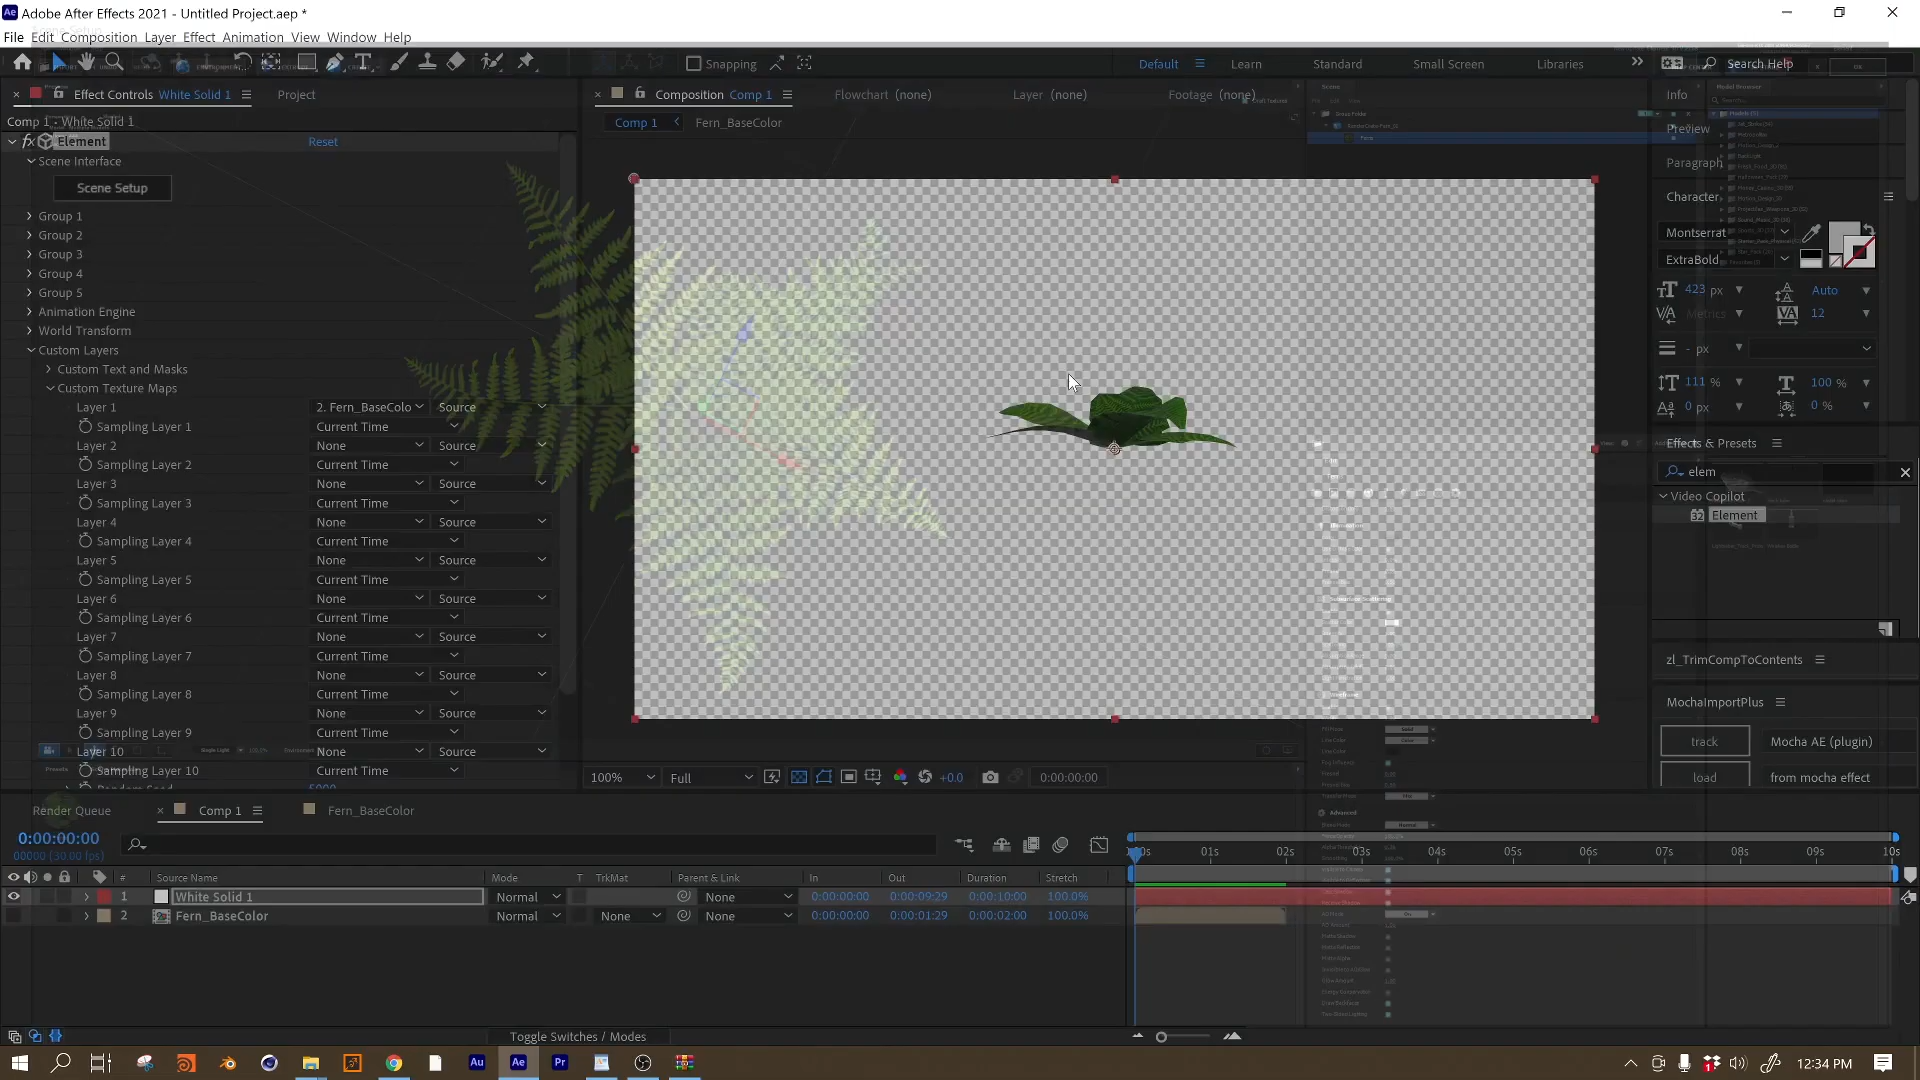 Adobe After Effects 2021 - Untitled Project.aep *
File Edit Composition Layer Effect Animation View Window Help
Snapping
Default
Learn
Standard
Small Screen
Libraries
Search Help
Effect Controls White Solid 1
Project
Composition Comp 1
Flowchart (none)
Layer (none)
Footage (none)
Info
Comp 1 • White Solid 1
Comp 1
Fern_BaseColor
Preview
Paragraph
Character
fx Element
Reset
Scene Interface
Scene Setup
Group 1
Group 2
Group 3
Group 4
Group 5
Animation Engine
World Transform
Custom Layers
Custom Text and Masks
Custom Texture Maps
Layer 1 2. Fern_BaseColo Source
Sampling Layer 1 Current Time
Layer 2 None Source
Sampling Layer 2 Current Time
Layer 3 None Source
Sampling Layer 3 Current Time
Layer 4 None Source
Sampling Layer 4 Current Time
Layer 5 None Source
Sampling Layer 5 Current Time
Layer 6 None Source
Sampling Layer 6 Current Time
Layer 7 None Source
Sampling Layer 7 Current Time
Layer 8 None Source
Sampling Layer 8 Current Time
Layer 9 None Source
Sampling Layer 9 Current Time
Layer 10 None Source
Sampling Layer 10 Current Time
Montserrat
ExtraBold
423 px
Auto
Metrics
12
- px
111 %
100 %
0 px
0 %
Effects & Presets
elem
Video Copilot
32 Element
zl_TrimCompToContents
MochaImportPlus
track
Mocha AE (plugin)
load
from mocha effect
100%
Full
+0.0
0:00:00:00
Render Queue
Comp 1
Fern_BaseColor
0:00:00:00
00000 (30.00 fps)
01s 02s 03s 04s 05s 06s 07s 08s 09s 10s
# Source Name Mode T TrkMat Parent & Link In Out Duration Stretch
1 White Solid 1 Normal None 0:00:00:00 0:00:09:29 0:00:10:00 100.0%
2 Fern_BaseColor Normal None None 0:00:00:00 0:00:01:29 0:00:02:00 100.0%
Toggle Switches / Modes
Au
Ae
Pr
12:34 PM